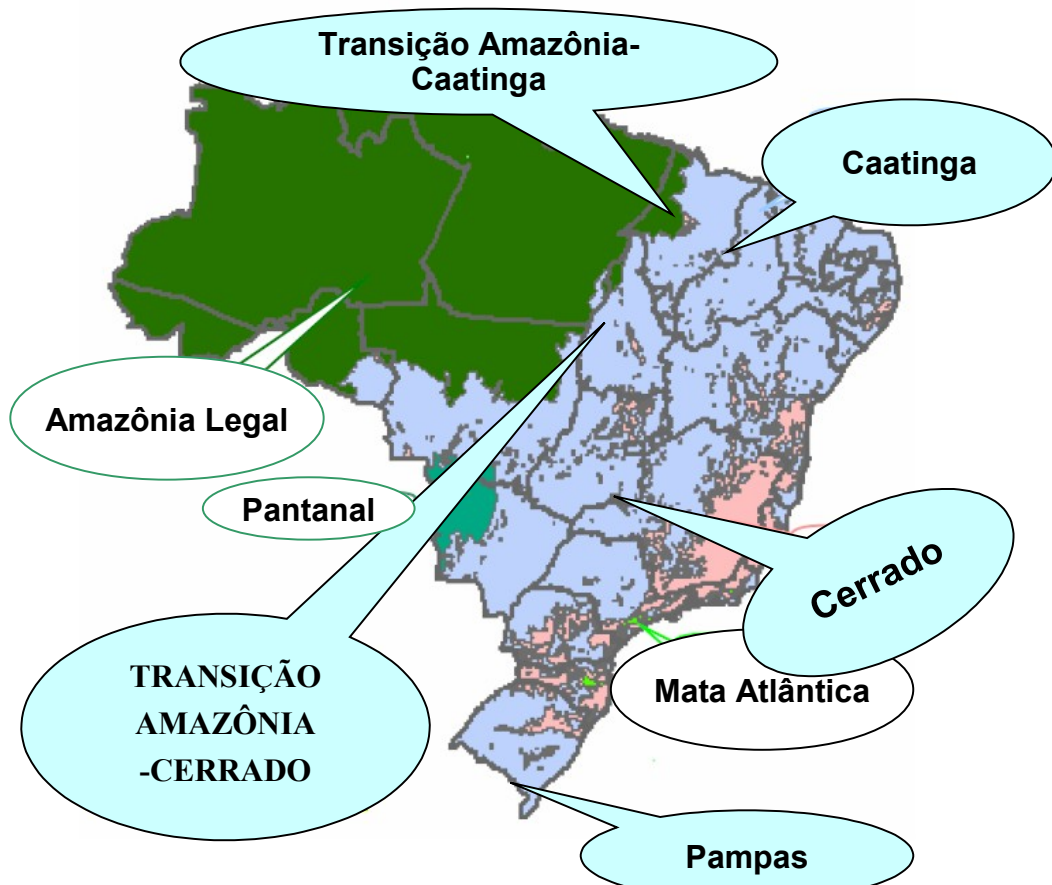 Transição Amazônia-
Caatinga
Caatinga
Amazônia Legal
Pantanal
Cerrado
TRANSIÇÃO
AMAZÔNIA
-CERRADO
Mata Atlântica
Pampas